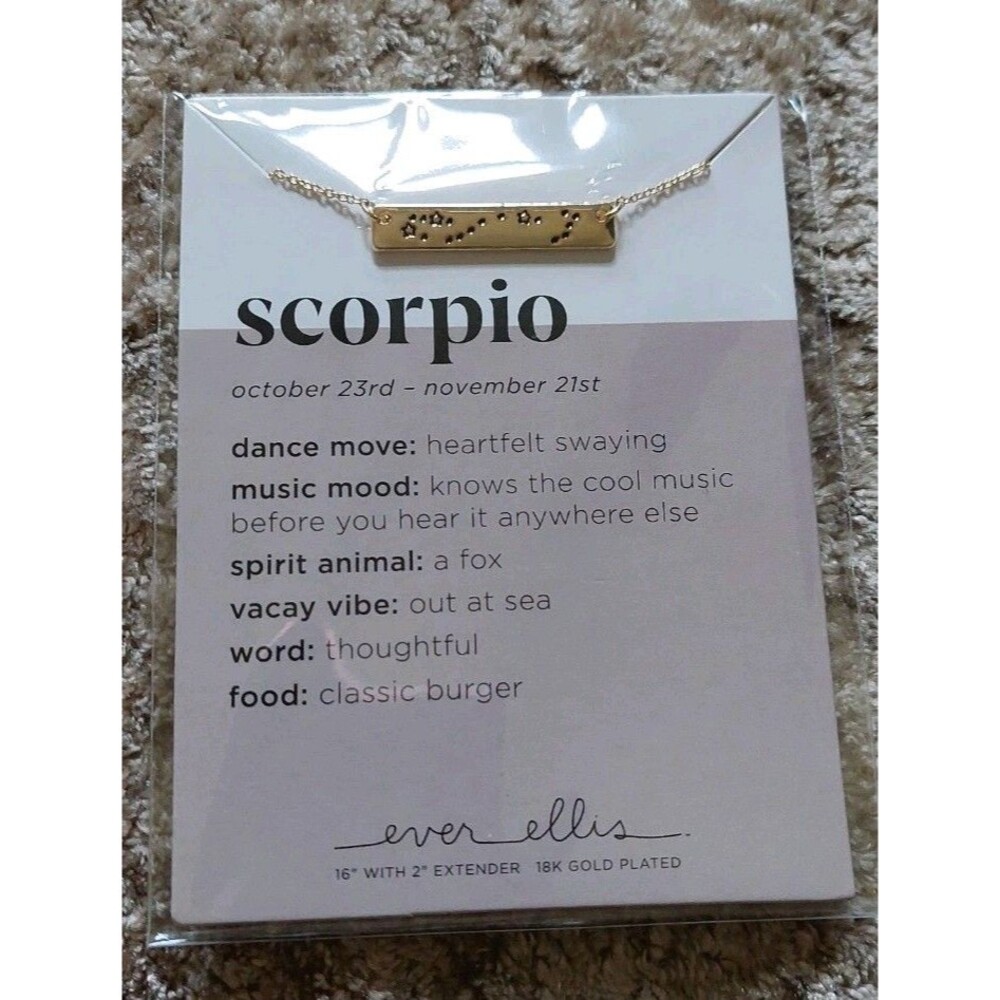 scorpio
october 23rd – november 21st
dance move: heartfelt swaying
music mood: knows the cool music
before you hear it anywhere else
spirit animal: a fox
vacay vibe: out at sea
word: thoughtful
food: classic burger
ever ellis.
16" WITH 2" EXTENDER 18K GOLD PLATED